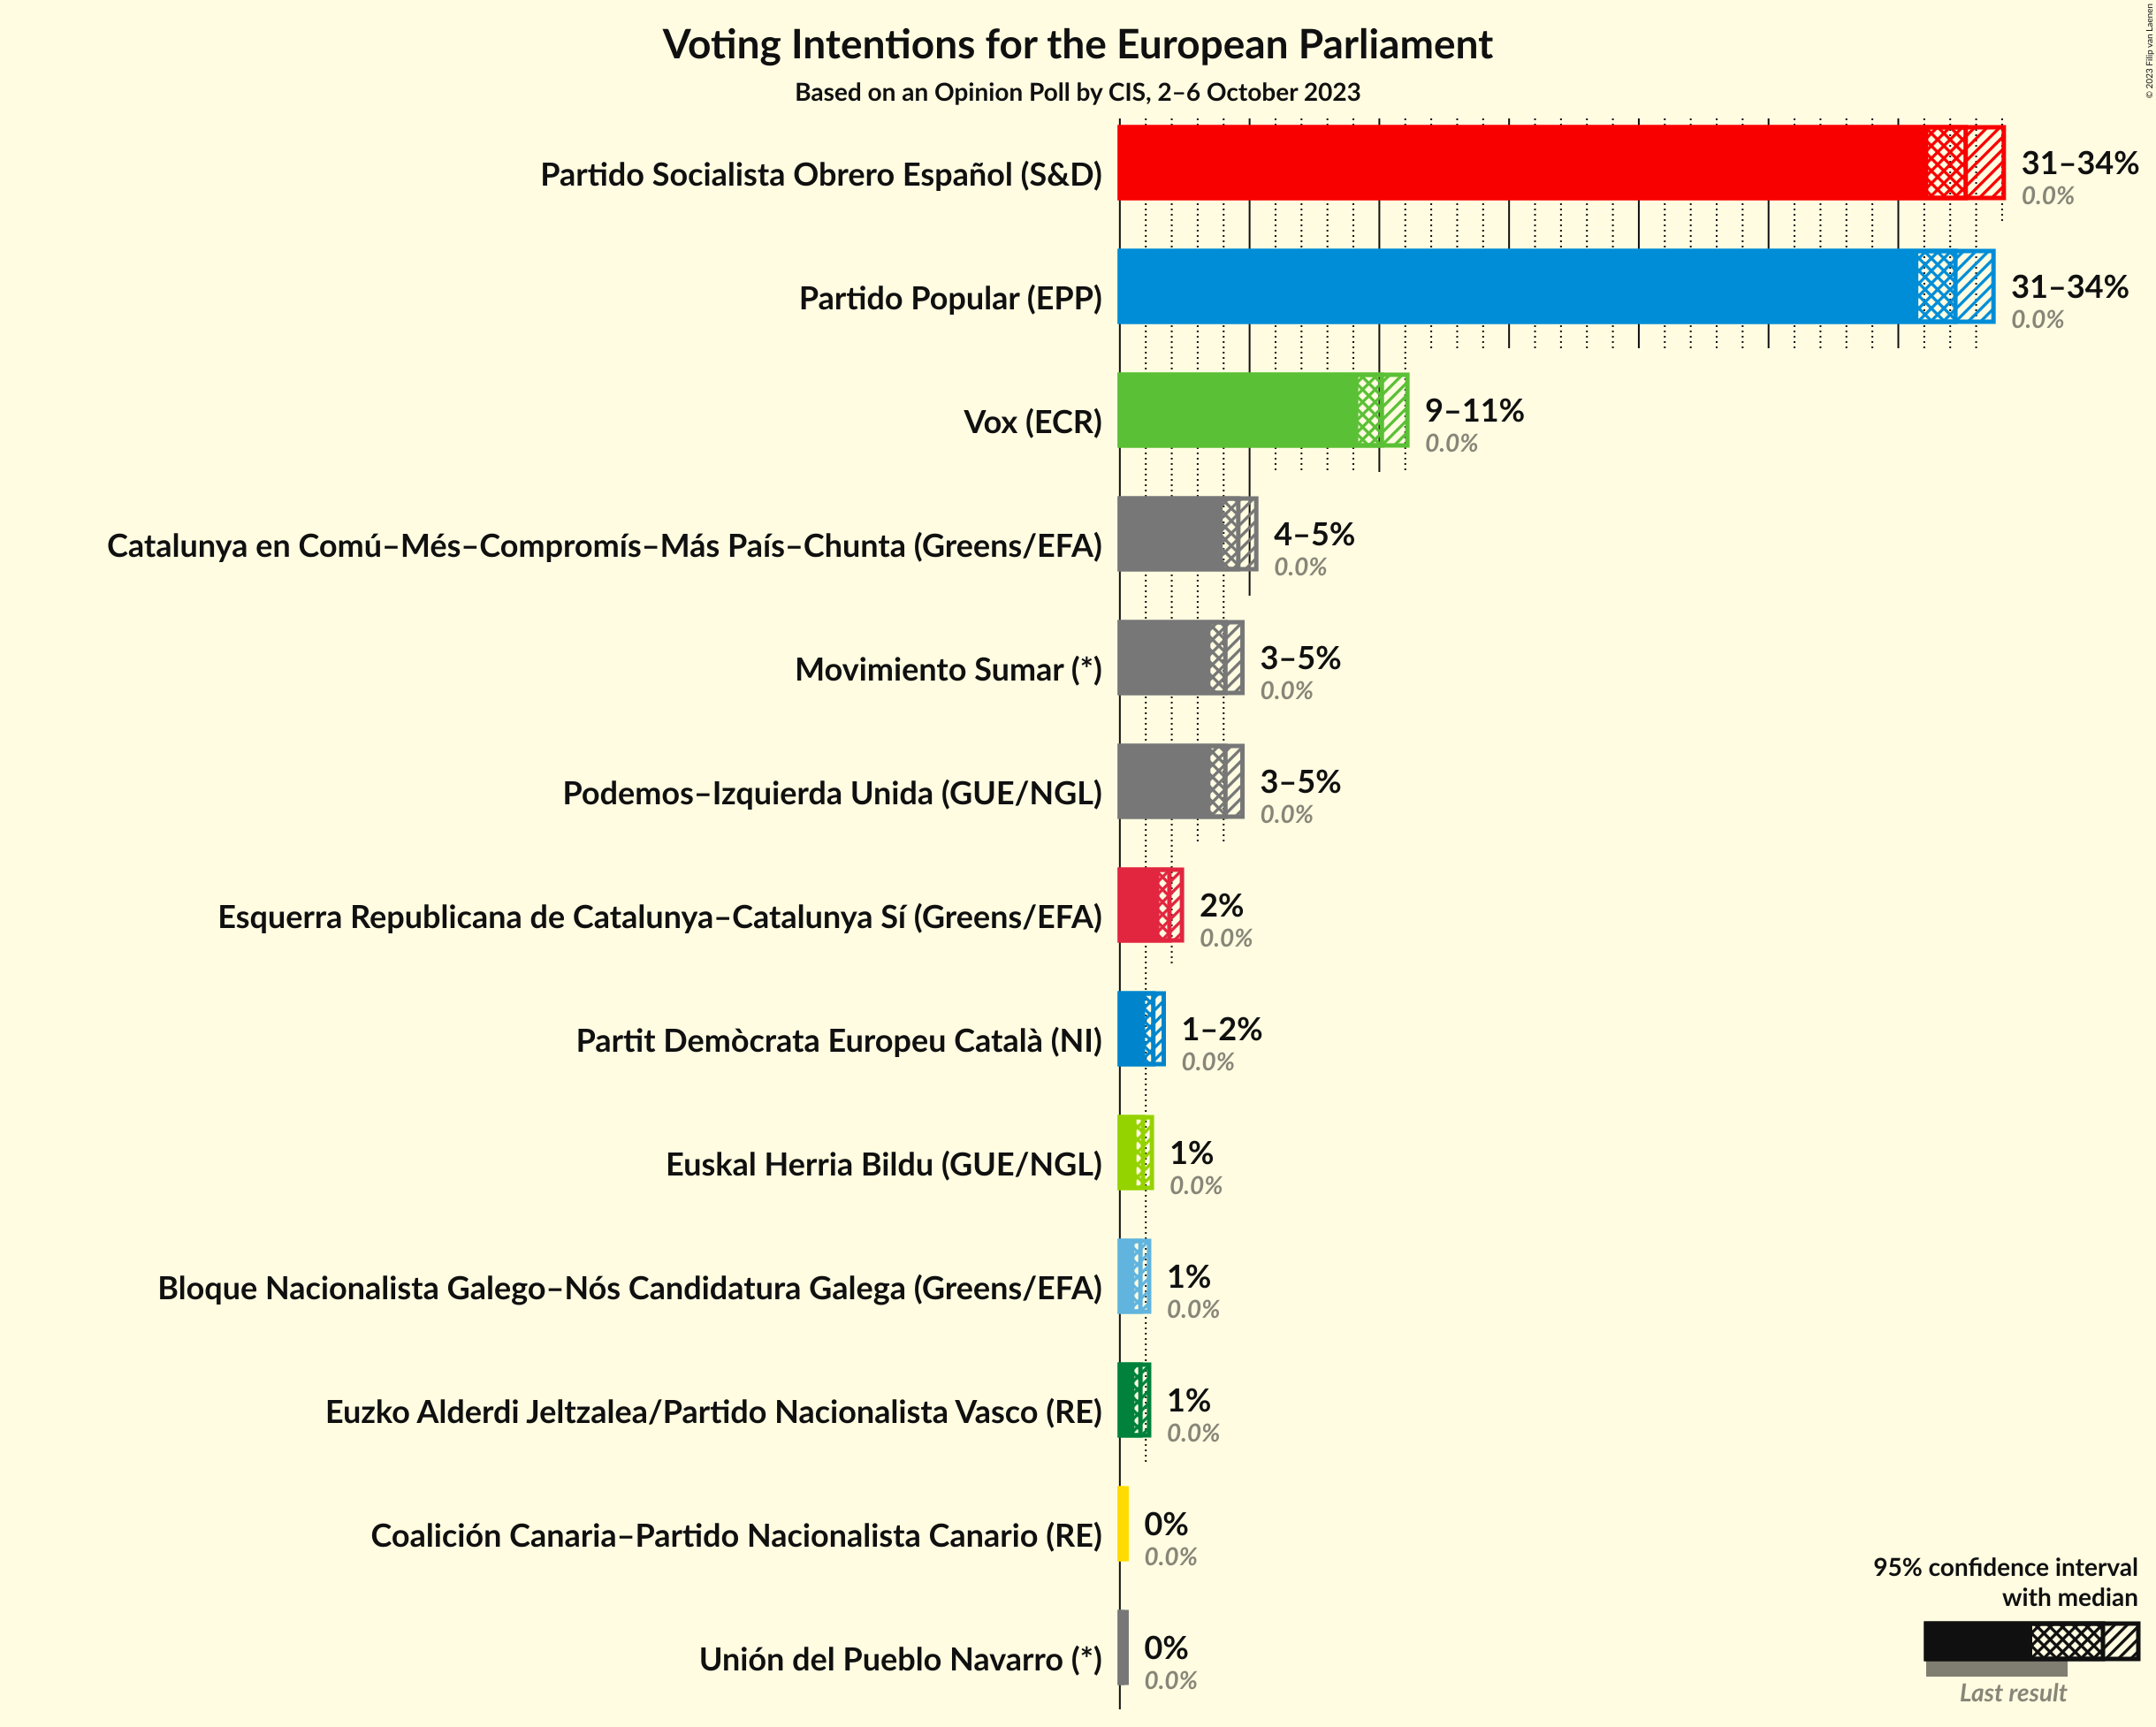 Voting Intentions for the European Parliament
Based on an Opinion Poll by CIS, 2–6 October 2023
© 2023 Filip van Laenen
Partido Socialista Obrero Español (S&D)
31–34%
0.0%
Partido Popular (EPP)
31–34%
0.0%
Vox (ECR)
9–11%
0.0%
Catalunya en Comú–Més–Compromís–Más País–Chunta (Greens/EFA)
4–5%
0.0%
Movimiento Sumar (*)
3–5%
0.0%
Podemos–Izquierda Unida (GUE/NGL)
3–5%
0.0%
Esquerra Republicana de Catalunya–Catalunya Sí (Greens/EFA)
2%
0.0%
Partit Demòcrata Europeu Català (NI)
1–2%
0.0%
Euskal Herria Bildu (GUE/NGL)
1%
0.0%
Bloque Nacionalista Galego–Nós Candidatura Galega (Greens/EFA)
1%
0.0%
Euzko Alderdi Jeltzalea/Partido Nacionalista Vasco (RE)
1%
0.0%
Coalición Canaria–Partido Nacionalista Canario (RE)
0%
0.0%
Unión del Pueblo Navarro (*)
0%
0.0%
95% confidence interval
with median
Last result